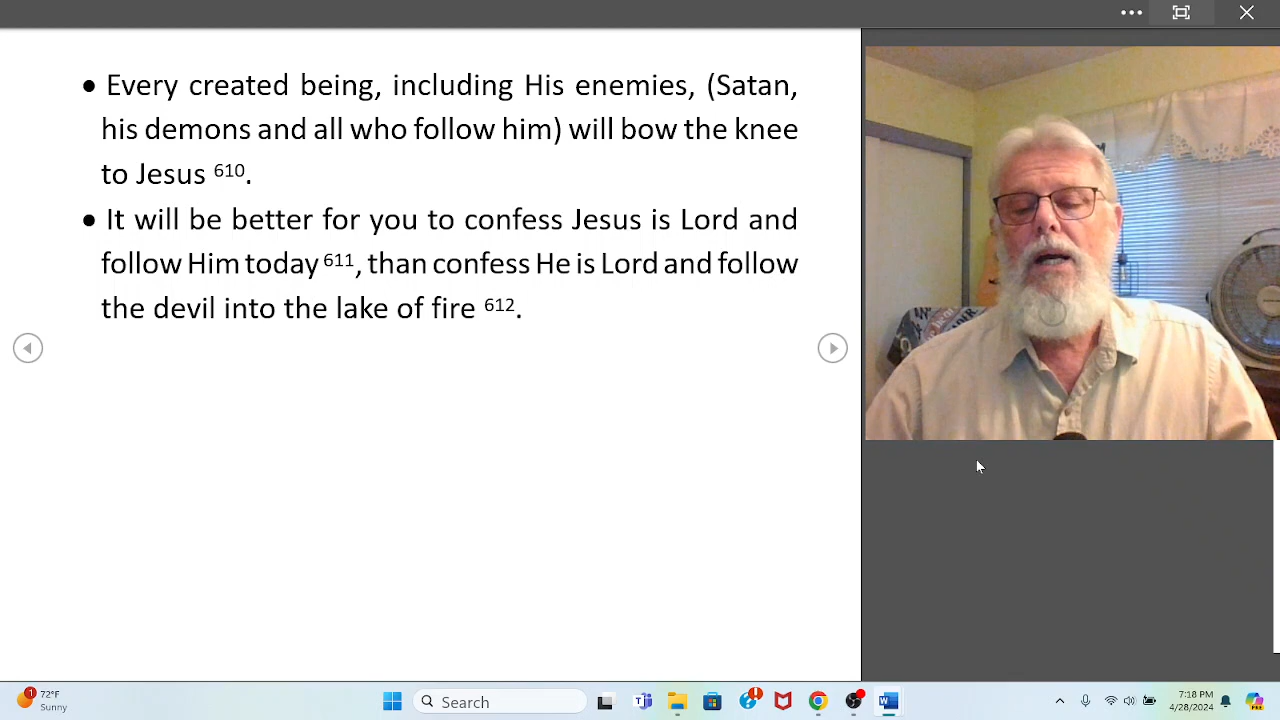 • Every created being, including His enemies, (Satan,
his demons and all who follow him) will bow the knee
to Jesus 610.
• It will be better for you to confess Jesus is Lord and
follow Him today 611, than confess He is Lord and follow
the devil into the lake of fire 612.
1
72°F
Sunny
Search
7:18 PM
4/28/2024